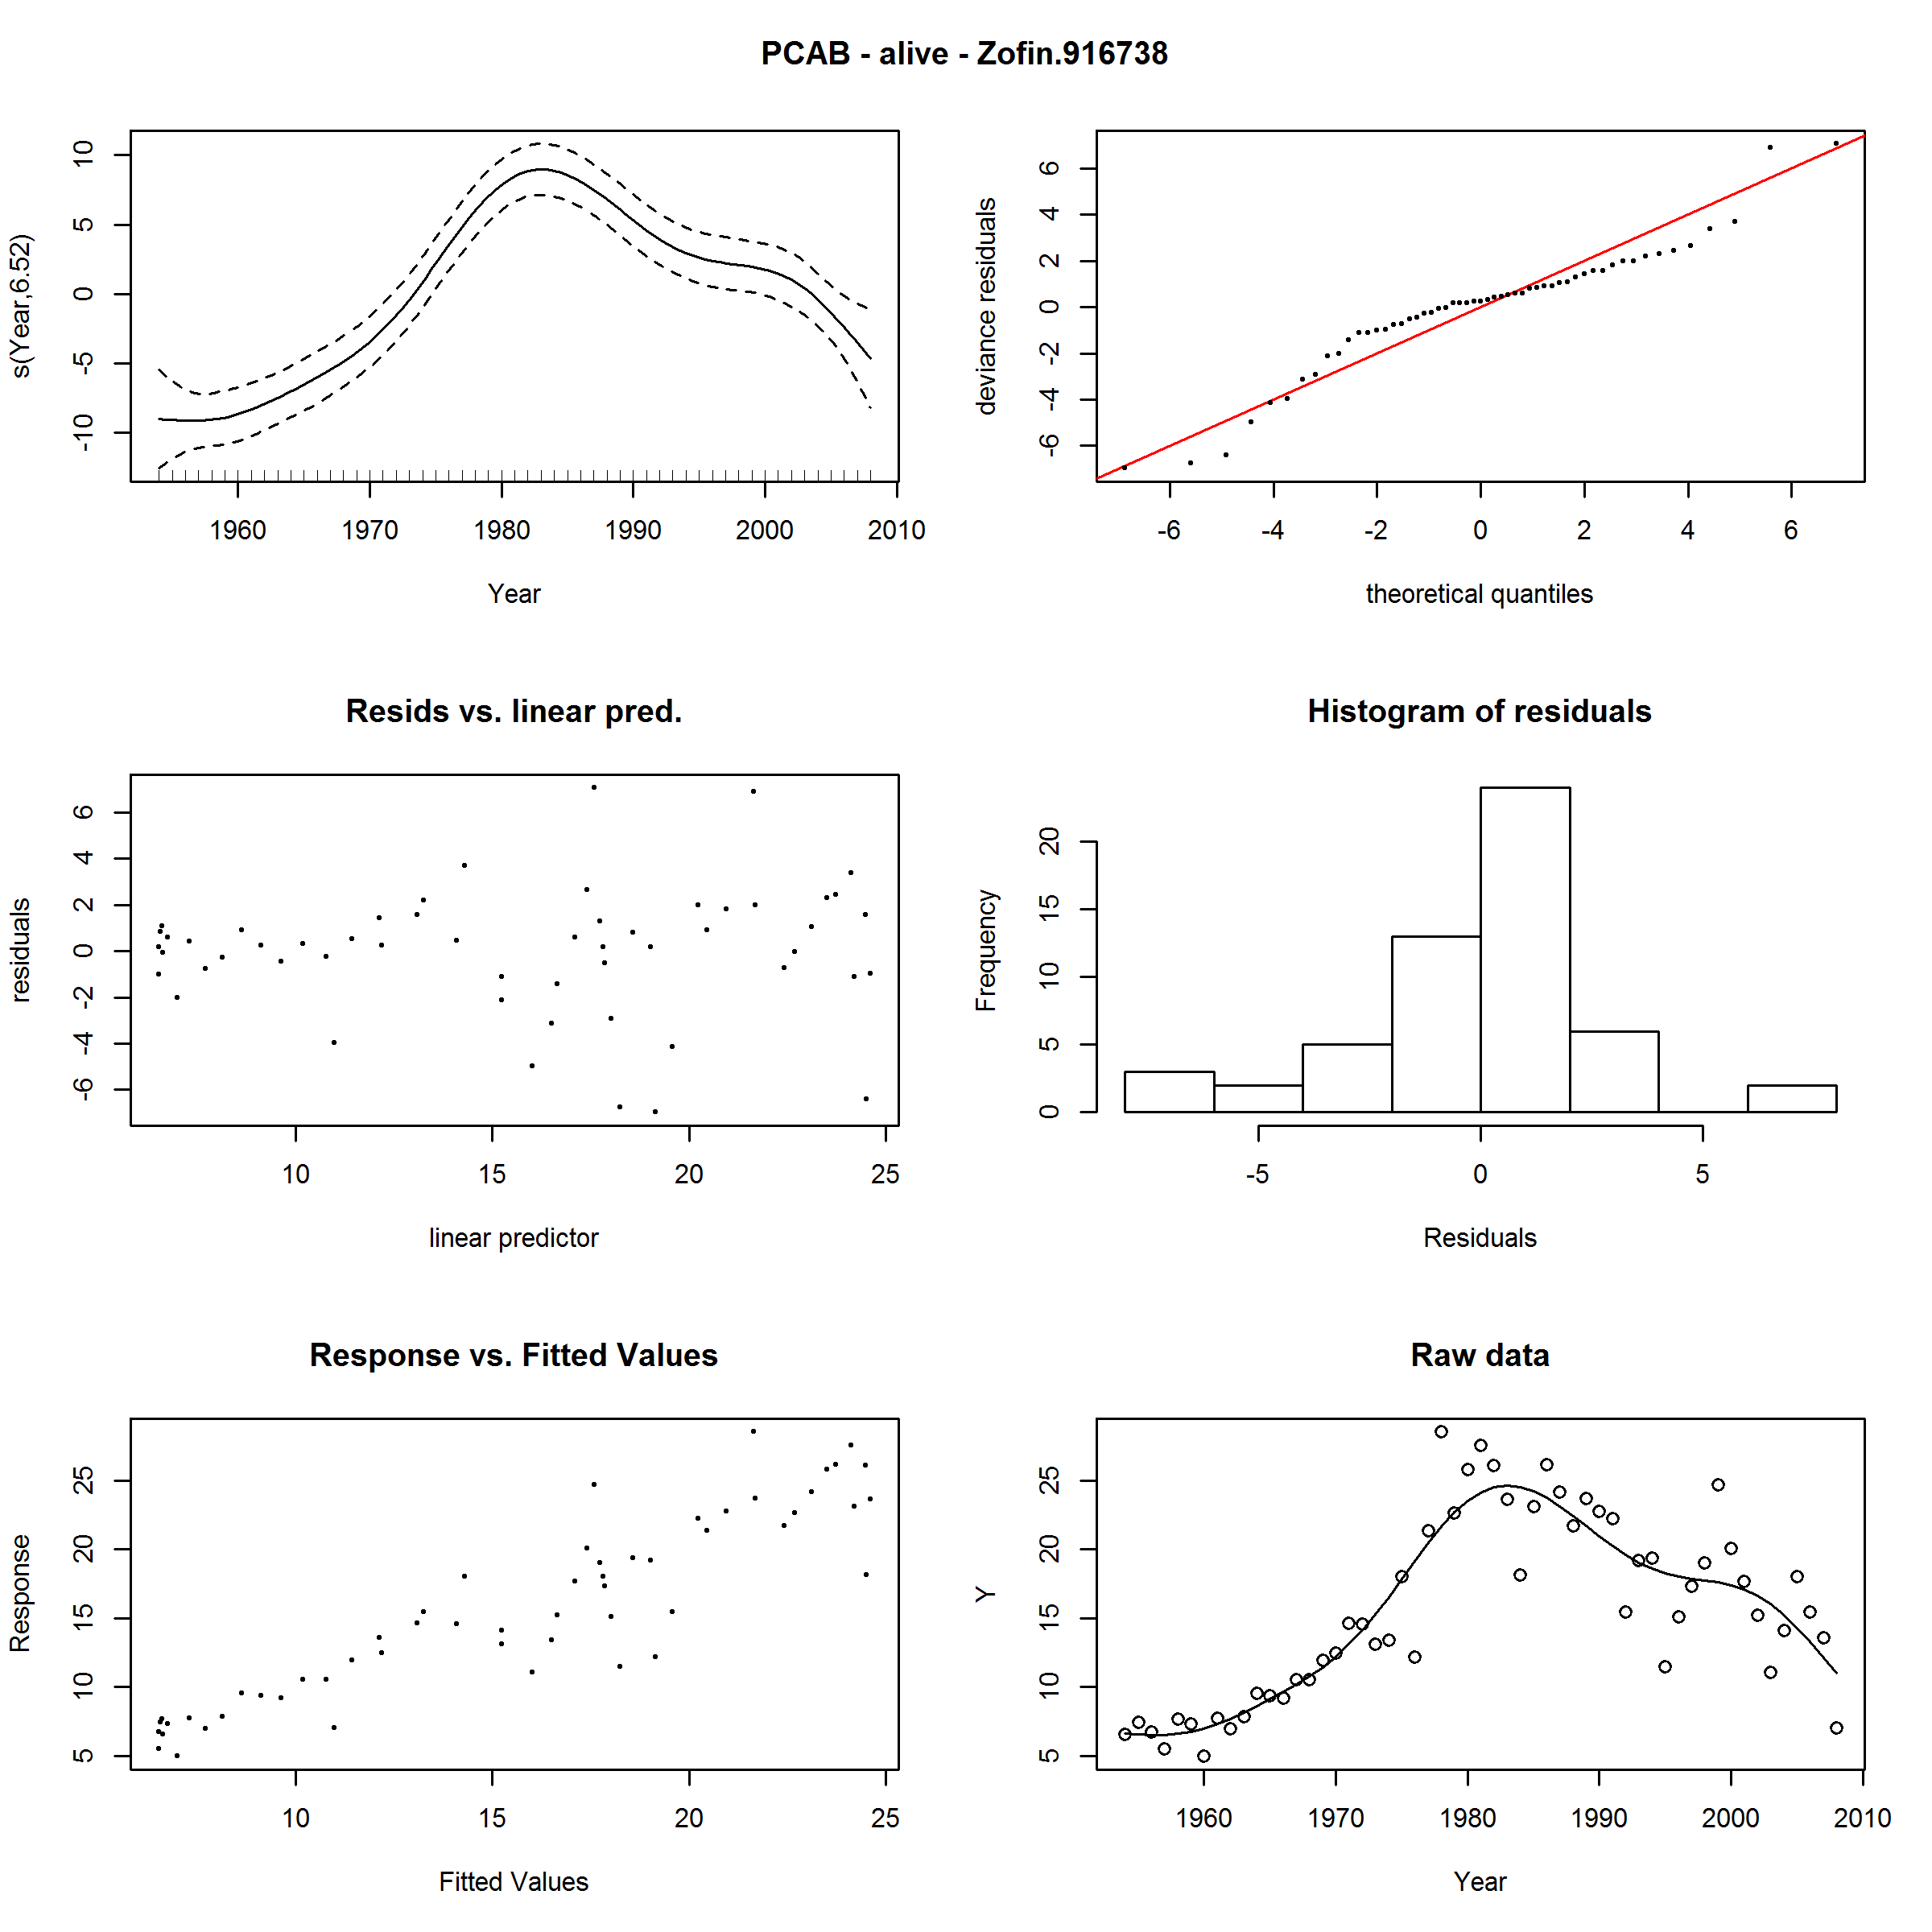 PCAB - alive - Zofin.916738
s(Year,6.52)
10
5
0
-5
-10
1960 1970 1980 1990 2000 2010
Year
deviance residuals
6
4
2
0
-2
-4
-6
-6 -4 -2 0 2 4 6
theoretical quantiles
Resids vs. linear pred.
residuals
6
4
2
0
-2
-4
-6
10 15 20 25
linear predictor
Histogram of residuals
Frequency
20
15
10
5
0
-5 0 5
Residuals
Response vs. Fitted Values
Response
25
20
15
10
5
10 15 20 25
Fitted Values
Raw data
Y
25
20
15
10
5
1960 1970 1980 1990 2000 2010
Year